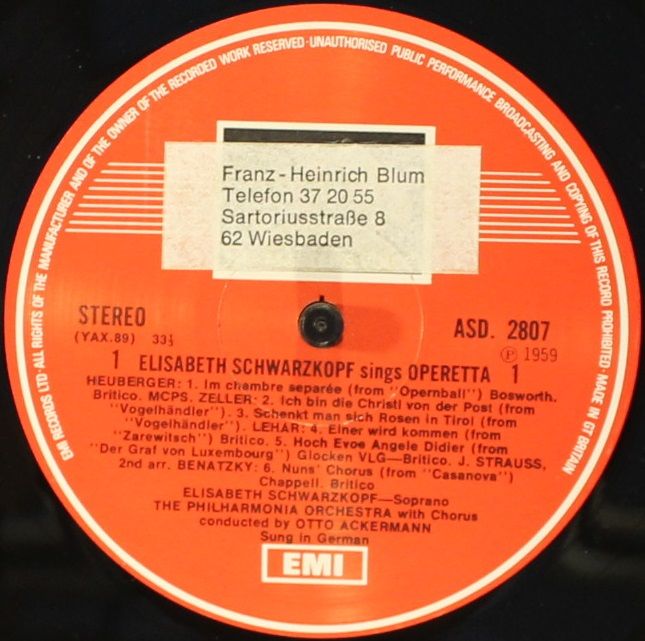 EMI RECORDS LTD·ALL RIGHTS OF THE MANUFACTURER AND OF THE OWNER OF THE RECORDED WORK RESERVED·UNAUTHORISED PUBLIC PERFORMANCE BROADCASTING AND COPYING OF THIS RECORD PROHIBITED·MADE IN GT BRITAIN
Franz-Heinrich Blum
Telefon 37 20 55
Sartoriusstraße 8
62 Wiesbaden
STEREO
(YAX.89) 33⅓
ASD. 2807
Ⓟ 1959
1 ELISABETH SCHWARZKOPF sings OPERETTA 1
HEUBERGER: 1. Im chambre separée (from "Opernball") Bosworth.
Britico. MCPS. ZELLER: 2. Ich bin die Christl von der Post (from
"Vogelhändler"). 3. Schenkt man sich Rosen in Tirol (from
"Vogelhändler"). LEHÁR: 4. Einer wird kommen (from
"Zarewitsch") Britico. 5. Hoch Evoe Angele Didier (from
"Der Graf von Luxembourg") Glocken VLG—Britico. J. STRAUSS,
2nd arr. BENATZKY: 6. Nuns' Chorus (from "Casanova")
Chappell. Britico
ELISABETH SCHWARZKOPF—Soprano
THE PHILHARMONIA ORCHESTRA with Chorus
conducted by OTTO ACKERMANN
Sung in German
EMI